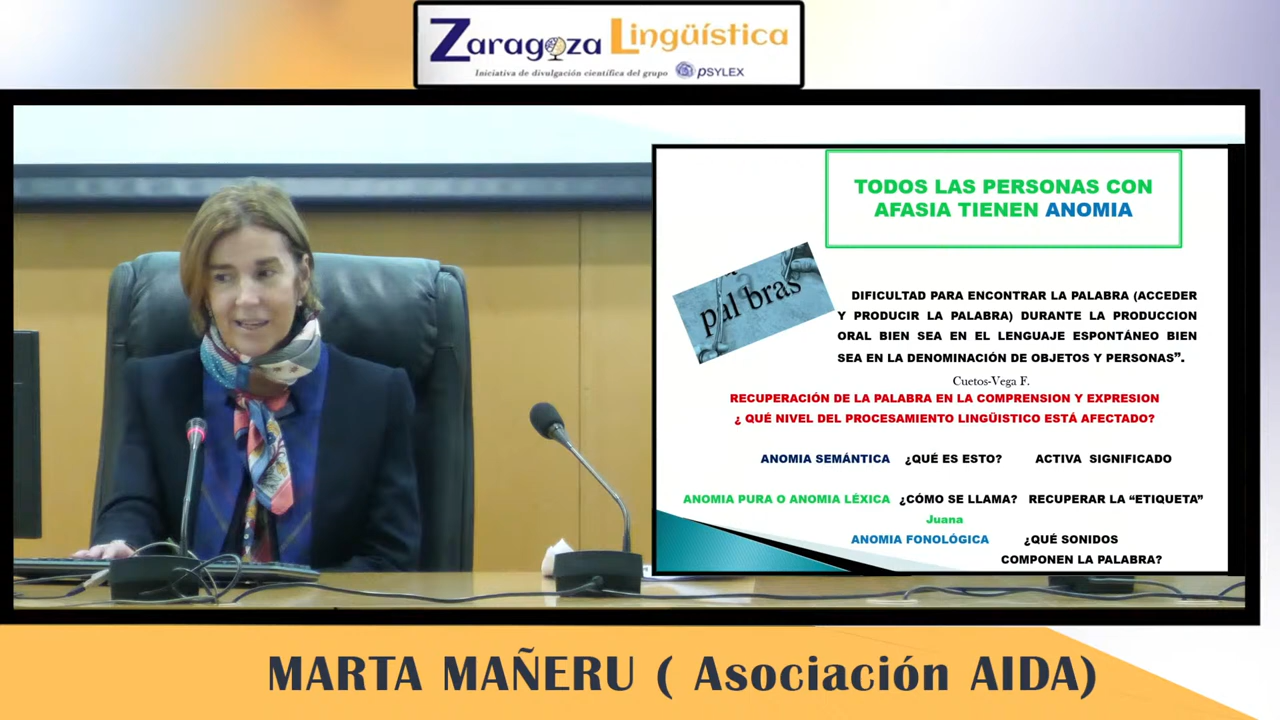 Zaragoza Lingüística
Iniciativa de divulgación científica del grupo PSYLEX
TODOS LAS PERSONAS CON
AFASIA TIENEN ANOMIA
pal bras
DIFICULTAD PARA ENCONTRAR LA PALABRA (ACCEDER
Y PRODUCIR LA PALABRA) DURANTE LA PRODUCCION
ORAL BIEN SEA EN EL LENGUAJE ESPONTÁNEO BIEN
SEA EN LA DENOMINACIÓN DE OBJETOS Y PERSONAS”.
Cuetos-Vega F.
RECUPERACIÓN DE LA PALABRA EN LA COMPRENSION Y EXPRESION
¿ QUÉ NIVEL DEL PROCESAMIENTO LINGÜISTICO ESTÁ AFECTADO?
ANOMIA SEMÁNTICA ¿QUÉ ES ESTO? ACTIVA SIGNIFICADO
ANOMIA PURA O ANOMIA LÉXICA ¿CÓMO SE LLAMA? RECUPERAR LA “ETIQUETA”
Juana
ANOMIA FONOLÓGICA ¿QUÉ SONIDOS
COMPONEN LA PALABRA?
MARTA MAÑERU ( Asociación AIDA)